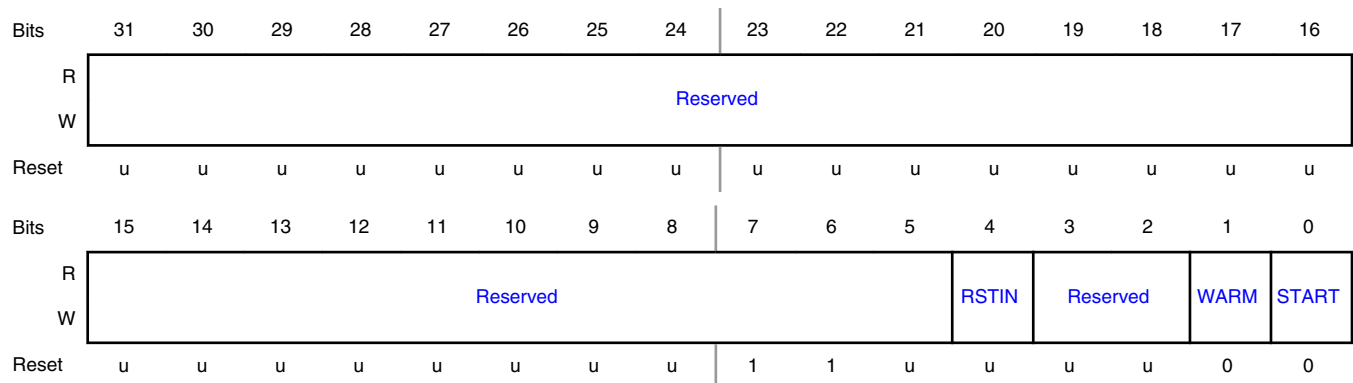 Bits 31 30 29 28 27 26 25 24 23 22 21 20 19 18 17 16
R
Reserved
W
Reset u u u u u u u u u u u u u u u u
Bits 15 14 13 12 11 10 9 8 7 6 5 4 3 2 1 0
R
Reserved RSTIN Reserved WARM START
W
Reset u u u u u u u u 1 1 u u u u 0 0